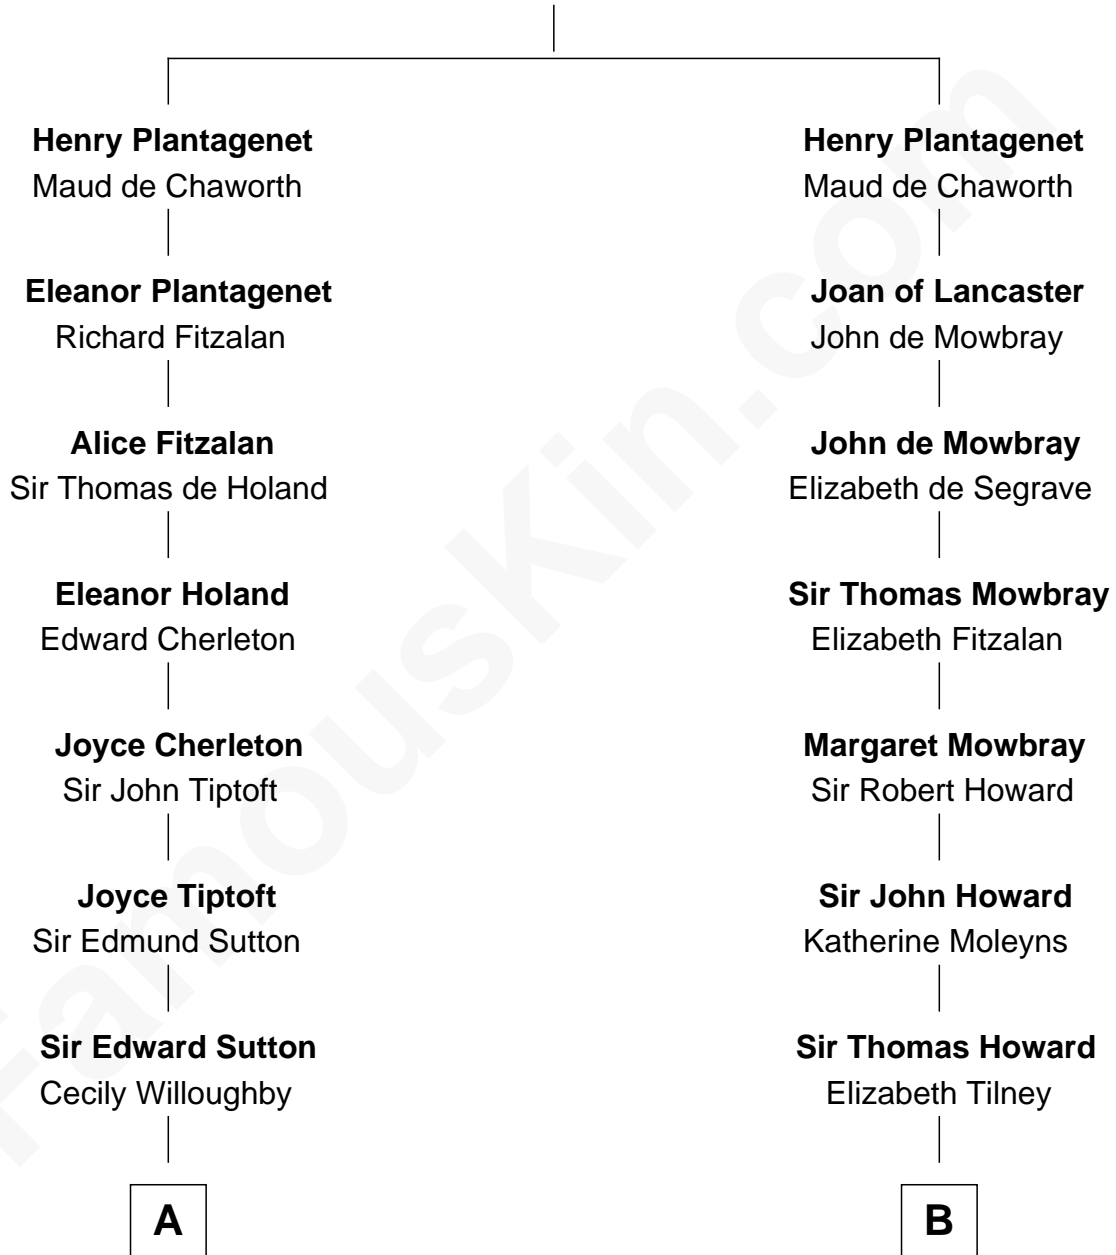 Henry Plantagenet
Maud de Chaworth
Eleanor Plantagenet
Richard Fitzalan
Alice Fitzalan
Sir Thomas de Holand
Eleanor Holand
Edward Cherleton
Joyce Cherleton
Sir John Tiptoft
Joyce Tiptoft
Sir Edmund Sutton
Sir Edward Sutton
Cecily Willoughby
A
Henry Plantagenet
Maud de Chaworth
Joan of Lancaster
John de Mowbray
John de Mowbray
Elizabeth de Segrave
Sir Thomas Mowbray
Elizabeth Fitzalan
Margaret Mowbray
Sir Robert Howard
Sir John Howard
Katherine Moleyns
Sir Thomas Howard
Elizabeth Tilney
B
FamousKin.com